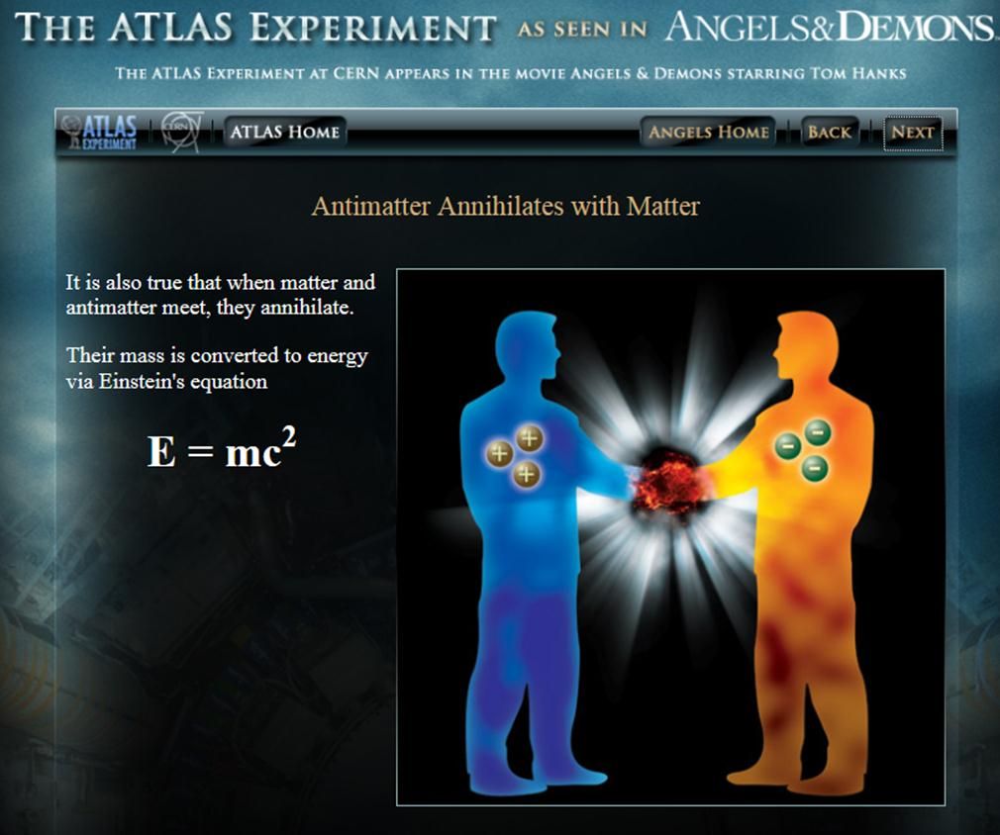 THE ATLAS EXPERIMENT AS SEEN IN ANGELS&DEMONS
THE ATLAS EXPERIMENT AT CERN APPEARS IN THE MOVIE ANGELS & DEMONS STARRING TOM HANKS
ATLAS EXPERIMENT CERN ATLAS HOME ANGELS HOME BACK NEXT
Antimatter Annihilates with Matter
It is also true that when matter and
antimatter meet, they annihilate.
Their mass is converted to energy
via Einstein's equation
E = mc²
+ + +
- - -